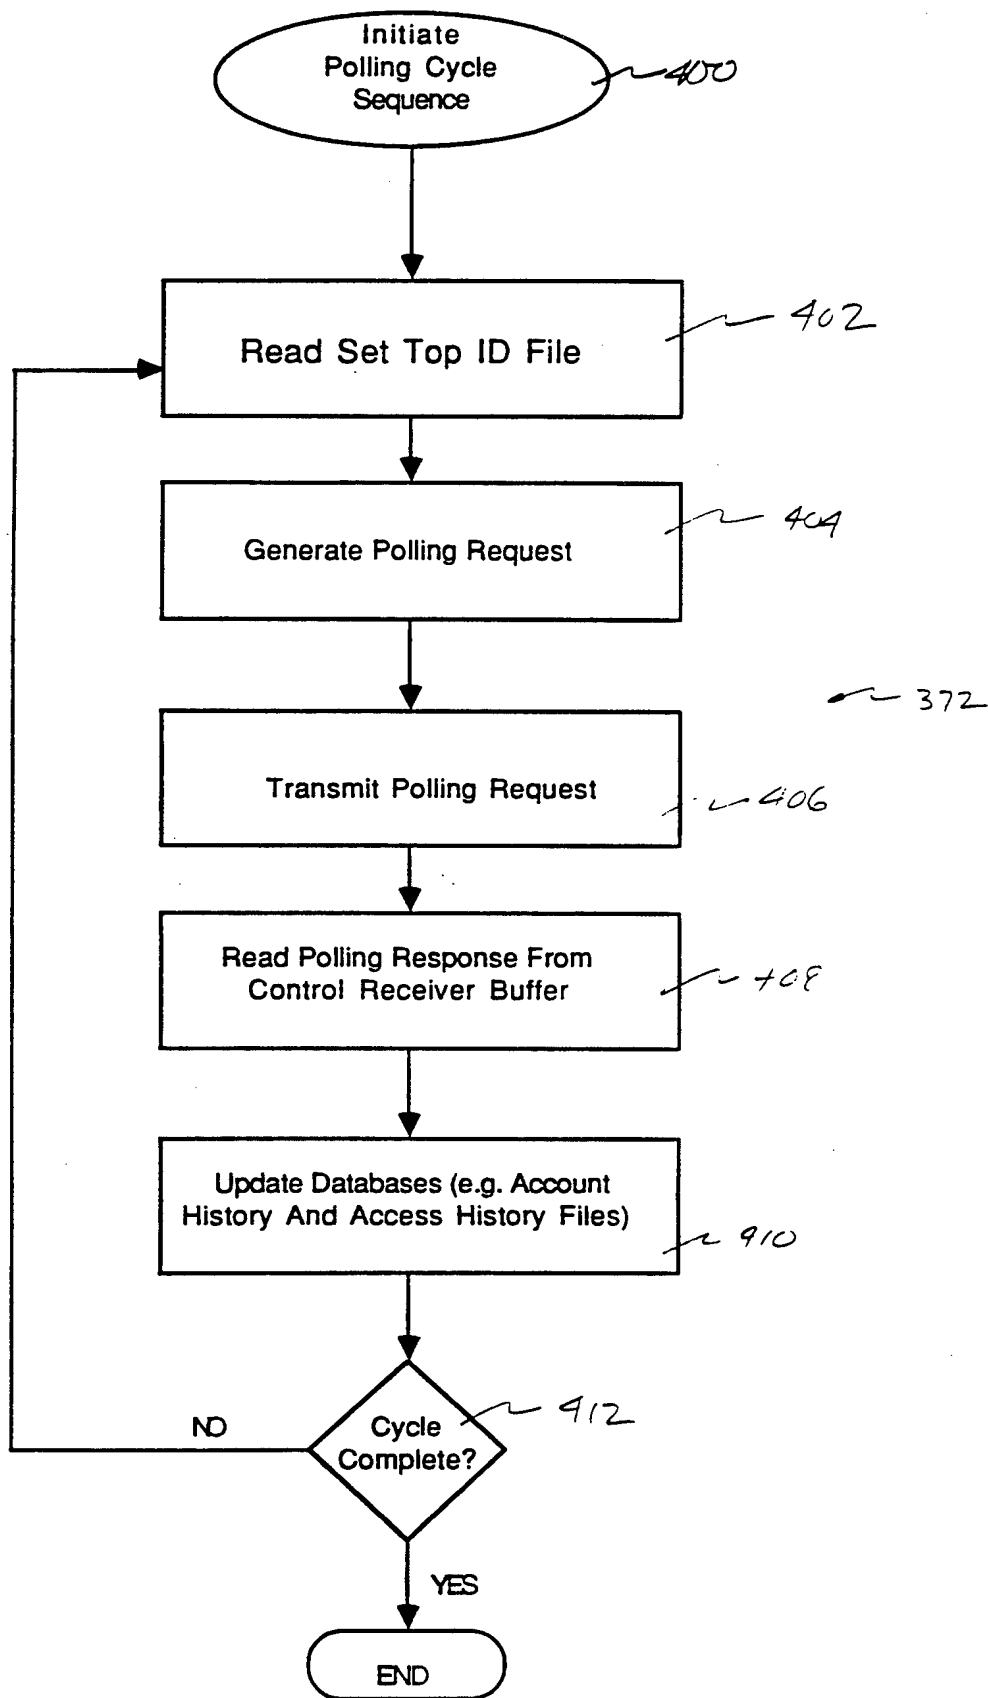 Initiate
Polling Cycle
Sequence
400
Read Set Top ID File
402
Generate Polling Request
404
372
Transmit Polling Request
406
Read Polling Response From
Control Receiver Buffer
408
Update Databases (e.g. Account
History And Access History Files)
910
Cycle
Complete?
912
NO
YES
END